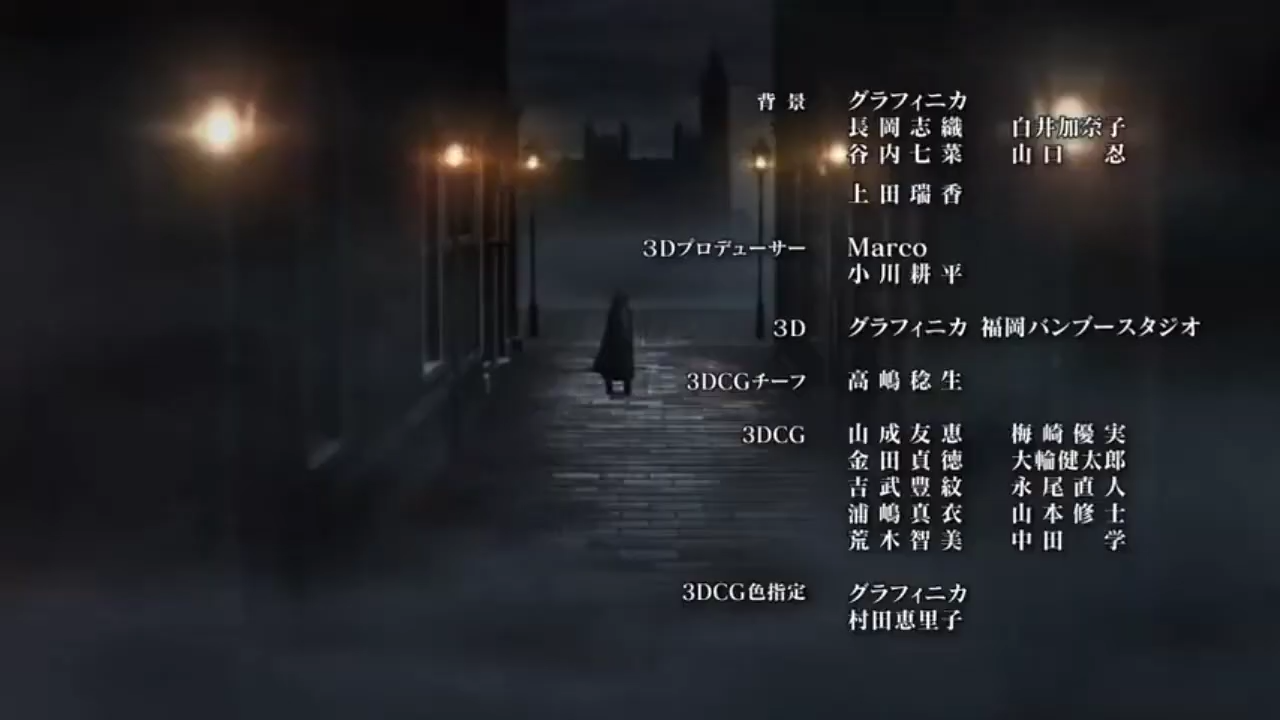 背景 グラフィニカ
長岡志織 白井加奈子
谷内七菜 山口 忍
上田瑞香
3Dプロデューサー Marco
小川耕平
3D グラフィニカ 福岡バンブースタジオ
3DCGチーフ 高嶋稔生
3DCG 山成友恵 梅崎優実
金田貞徳 大輪健太郎
吉武豊紋 永尾直人
浦嶋真衣 山本修士
荒木智美 中田 学
3DCG色指定 グラフィニカ
村田恵里子